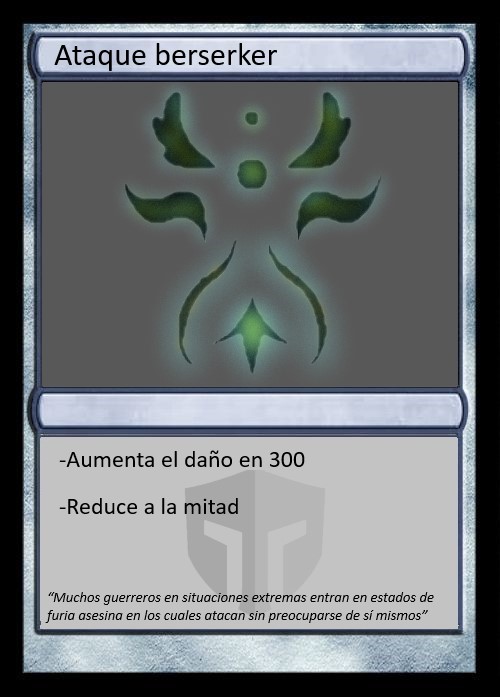 Ataque berserker
-Aumenta el daño en 300
-Reduce a la mitad
“Muchos guerreros en situaciones extremas entran en estados de
furia asesina en los cuales atacan sin preocuparse de sí mismos”